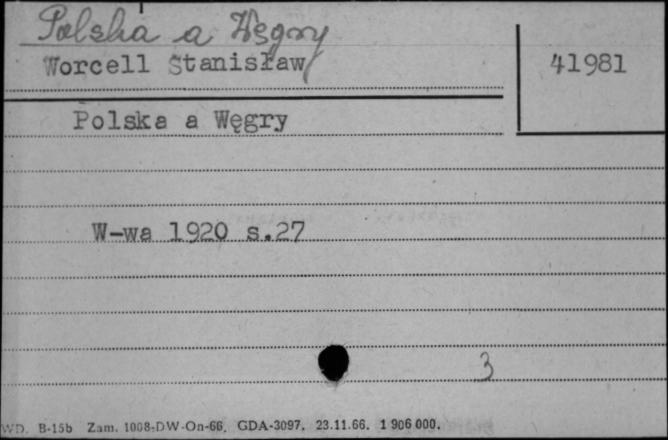 Polska a Węgry
Worcell Stanisław
41981
Polska a Węgry
W-wa 1920 s.27
3
WD. B-15b Zam. 1008-DW-On-66. GDA-3097. 23.11.66. 1 906 000.